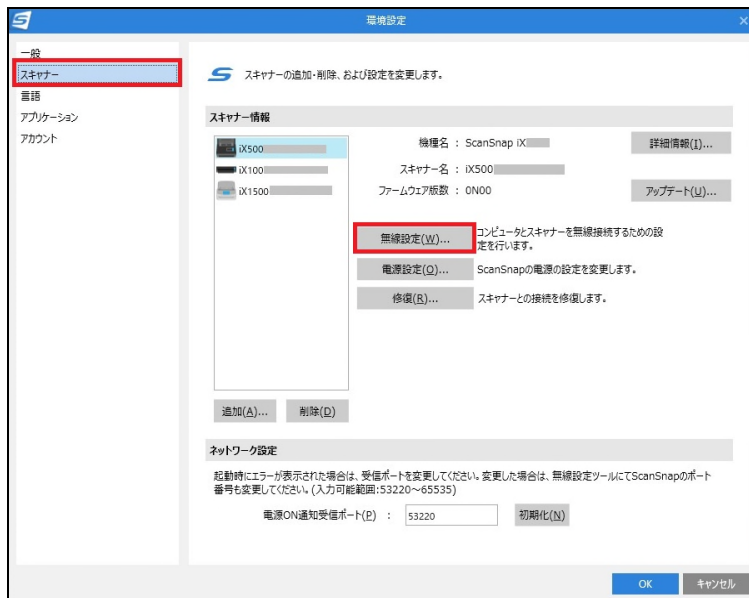 環境設定
一般
スキャナー
言語
アプリケーション
アカウント
スキャナーの追加・削除、および設定を変更します。
スキャナー情報
iX500
iX100
iX1500
機種名 : ScanSnap iX
詳細情報(I)...
スキャナー名 : iX500
ファームウェア版数 : 0N00
アップデート(U)...
無線設定(W)...
コンピュータとスキャナーを無線接続するための設
定を行います。
電源設定(O)...
ScanSnapの電源の設定を変更します。
修復(R)...
スキャナーとの接続を修復します。
追加(A)...
削除(D)
ネットワーク設定
起動時にエラーが表示された場合は、受信ポートを変更してください。変更した場合は、無線設定ツールにてScanSnapのポート
番号も変更してください。(入力可能範囲:53220～65535)
電源ON通知受信ポート(P) :
53220
初期化(N)
OK
キャンセル